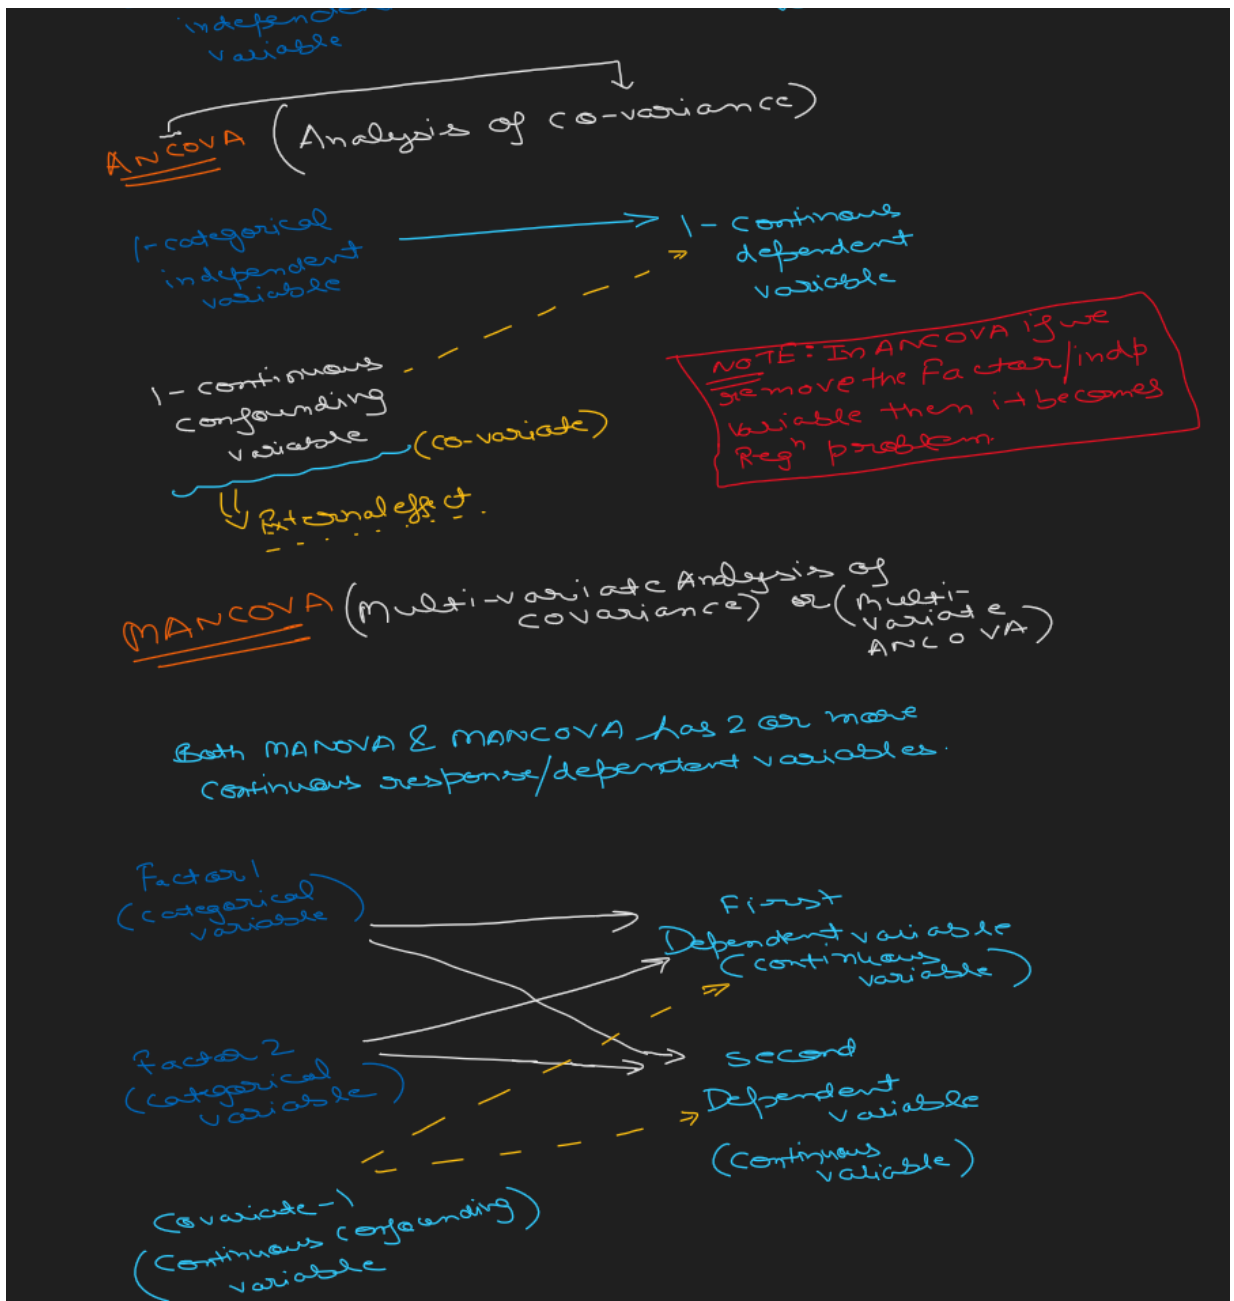 independent
variable
ANCOVA (Analysis of co-variance)
1-categorical
independent
variable
1 - continous
dependent
variable
1 - continuous
confounding
variable
(co-variate)
External effect
NOTE: In ANCOVA if we
remove the Factor/indp
variable then it becomes
Regⁿ problem.
MANCOVA (Multi-variate Analysis of
covariance) or (Multi-
variate
ANCOVA)
Both MANOVA & MANCOVA has 2 or more
continuous response/dependent variables.
Factor 1
(categorical
variable)
First
Dependent variable
(continuous
variable)
Factor 2
(categorical
variable)
second
Dependent
variable
(continuous
variable)
Covariate-1
(continuous confounding)
variable